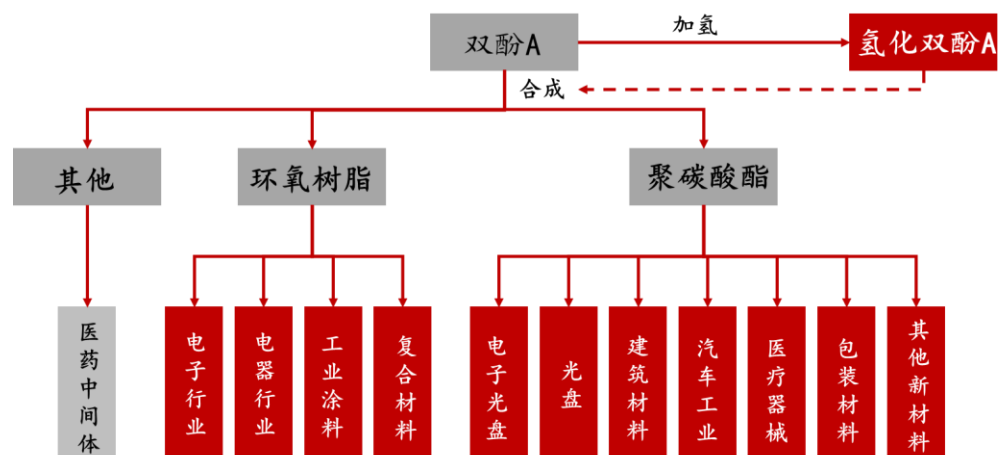 双酚A
加氢
氢化双酚A
合成
其他
环氧树脂
聚碳酸酯
医药中间体
电子行业
电器行业
工业涂料
复合材料
电子光盘
光盘
建筑材料
汽车工业
医疗器械
包装材料
其他新材料